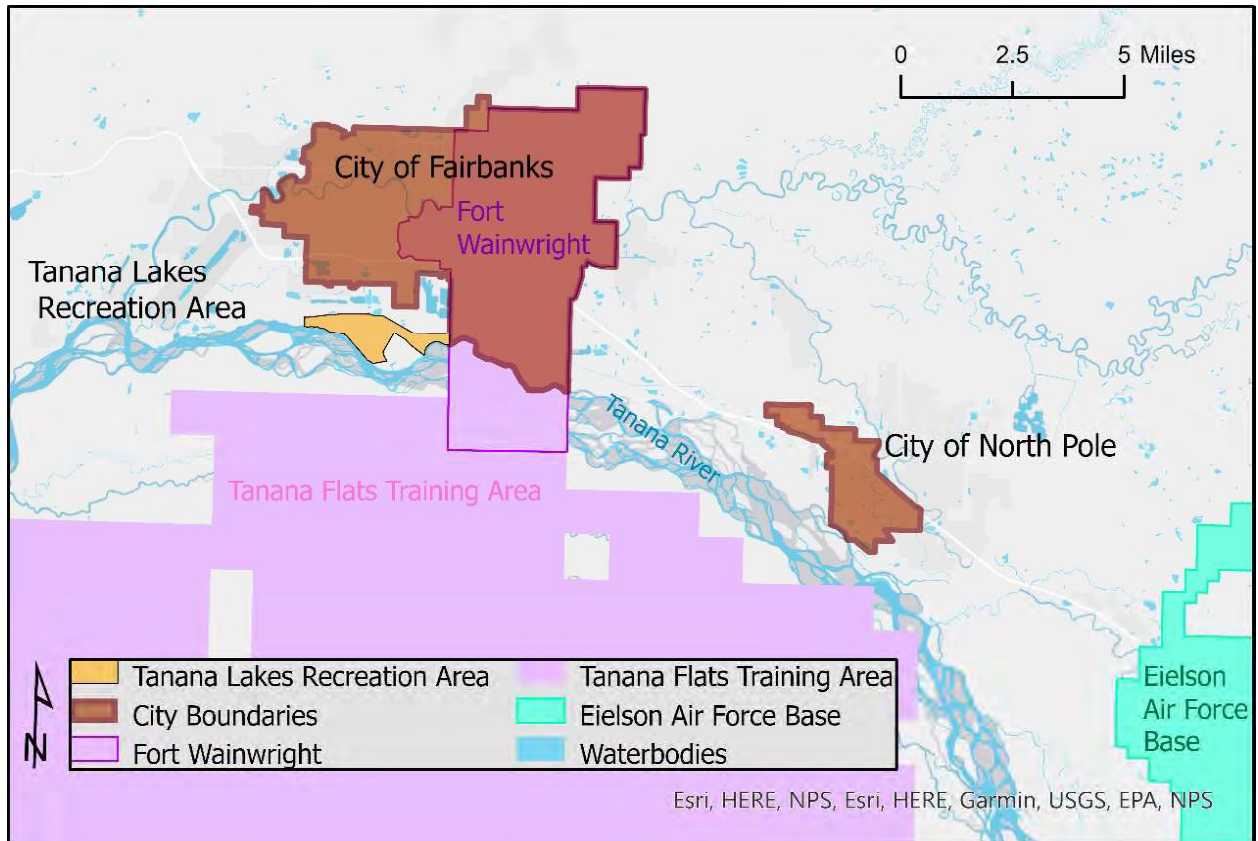 0 2.5 5 Miles
City of Fairbanks
Fort
Wainwright
Tanana Lakes
Recreation Area
Tanana River
City of North Pole
Tanana Flats Training Area
Eielson
Air Force
Base
N
Tanana Lakes Recreation Area
City Boundaries
Fort Wainwright
Tanana Flats Training Area
Eielson Air Force Base
Waterbodies
Esri, HERE, NPS, Esri, HERE, Garmin, USGS, EPA, NPS